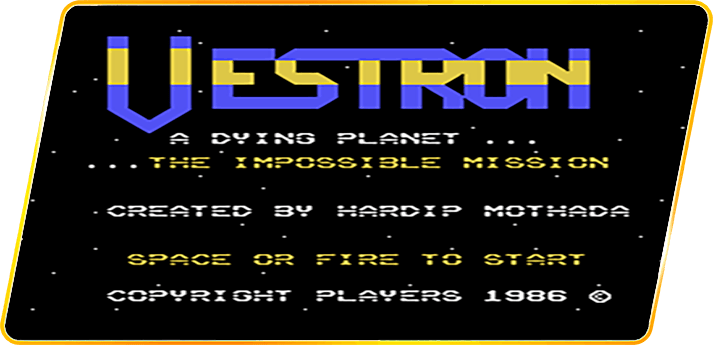 VESTRON
A DYING PLANET ...
...THE IMPOSSIBLE MISSION
CREATED BY HARDIP MOTHADA
SPACE OR FIRE TO START
COPYRIGHT PLAYERS 1986 ©